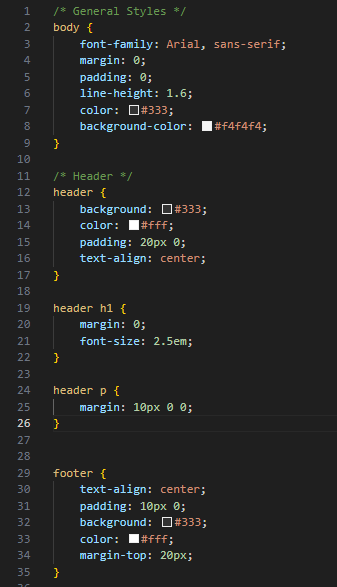 1 /* General Styles */
2 body {
3     font-family: Arial, sans-serif;
4     margin: 0;
5     padding: 0;
6     line-height: 1.6;
7     color: #333;
8     background-color: #f4f4f4;
9 }
10
11 /* Header */
12 header {
13     background: #333;
14     color: #fff;
15     padding: 20px 0;
16     text-align: center;
17 }
18
19 header h1 {
20     margin: 0;
21     font-size: 2.5em;
22 }
23
24 header p {
25     margin: 10px 0 0;
26 }
27
28
29 footer {
30     text-align: center;
31     padding: 10px 0;
32     background: #333;
33     color: #fff;
34     margin-top: 20px;
35 }